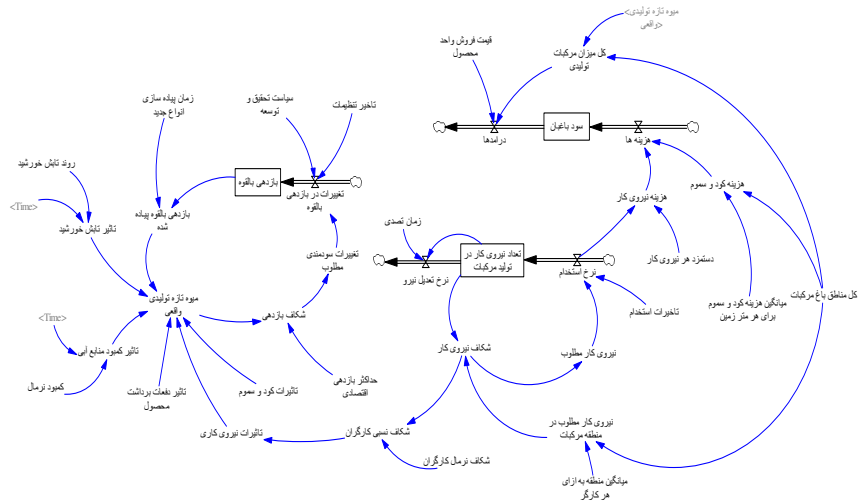 <میوه تازه تولیدی
واقعی>
قیمت فروش واحد
محصول
کل میزان مرکبات
تولیدی
سود باغبان
درامدها
هزینه ها
زمان پیاده سازی
انواع جدید
سیاست تحقیق و
توسعه
تاخیر تنظیمات
روند تابش خورشید
<Time>
تاثیر تابش خورشید
بازدهی بالقوه پیاده
شده
بازدهی بالقوه
تغییرات در بازدهی
بالقوه
هزینه نیروی کار
هزینه کود و سموم
دستمزد هر نیروی کار
زمان تصدی
تعداد نیروی کار در
تولید مرکبات
نرخ تعدیل نیرو
نرخ استخدام
تغییرات سودمندی
مطلوب
میوه تازه تولیدی
واقعی
شکاف بازدهی
<Time>
تاثیر کمبود منابع آبی
کمبود نرمال
تاثیر دفعات برداشت
محصول
تاثیرات کود و سموم
حداکثر بازدهی
اقتصادی
شکاف نیروی کار
نیروی کار مطلوب
تاخیرات استخدام
میانگین هزینه کود و سموم
برای هر متر زمین
کل مناطق باغ مرکبات
تاثیرات نیروی کاری
شکاف نسبی کارگران
شکاف نرمال کارگران
نیروی کار مطلوب در
منطقه مرکبات
میانگین منطقه به ازای
هر کارگر